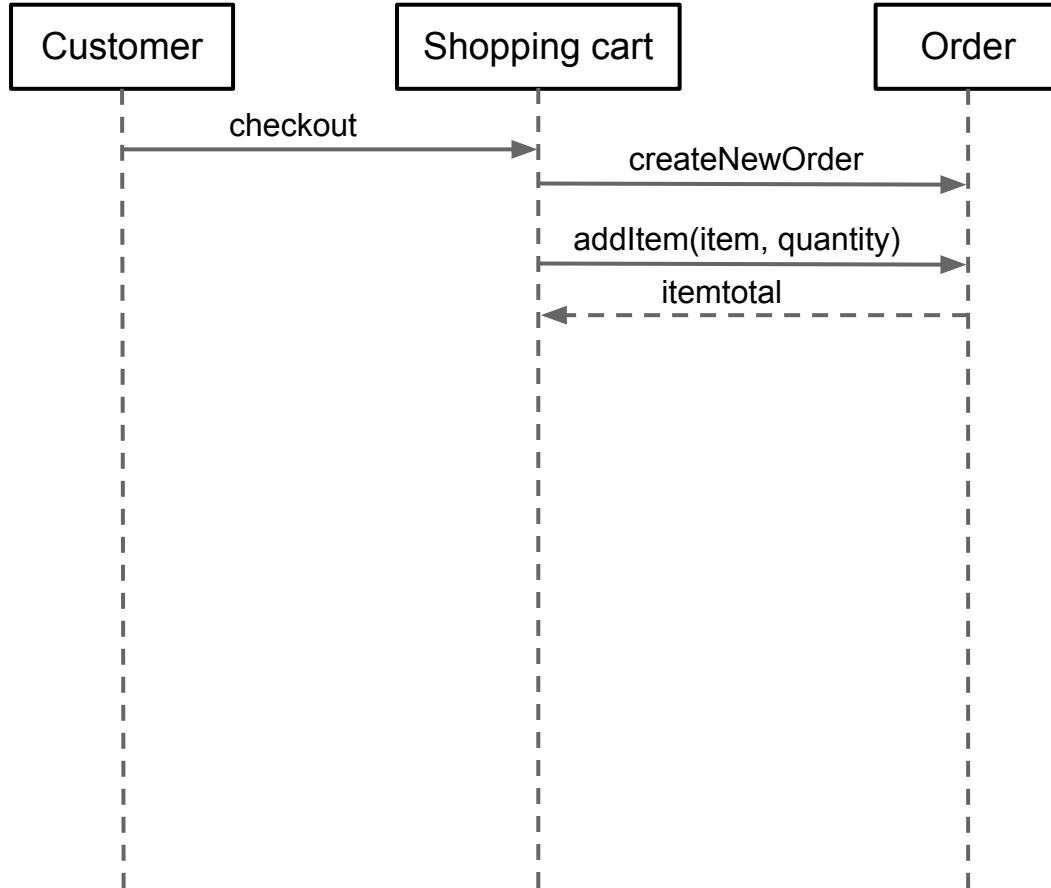 Customer
Shopping cart
Order
checkout
createNewOrder
addItem(item, quantity)
itemtotal